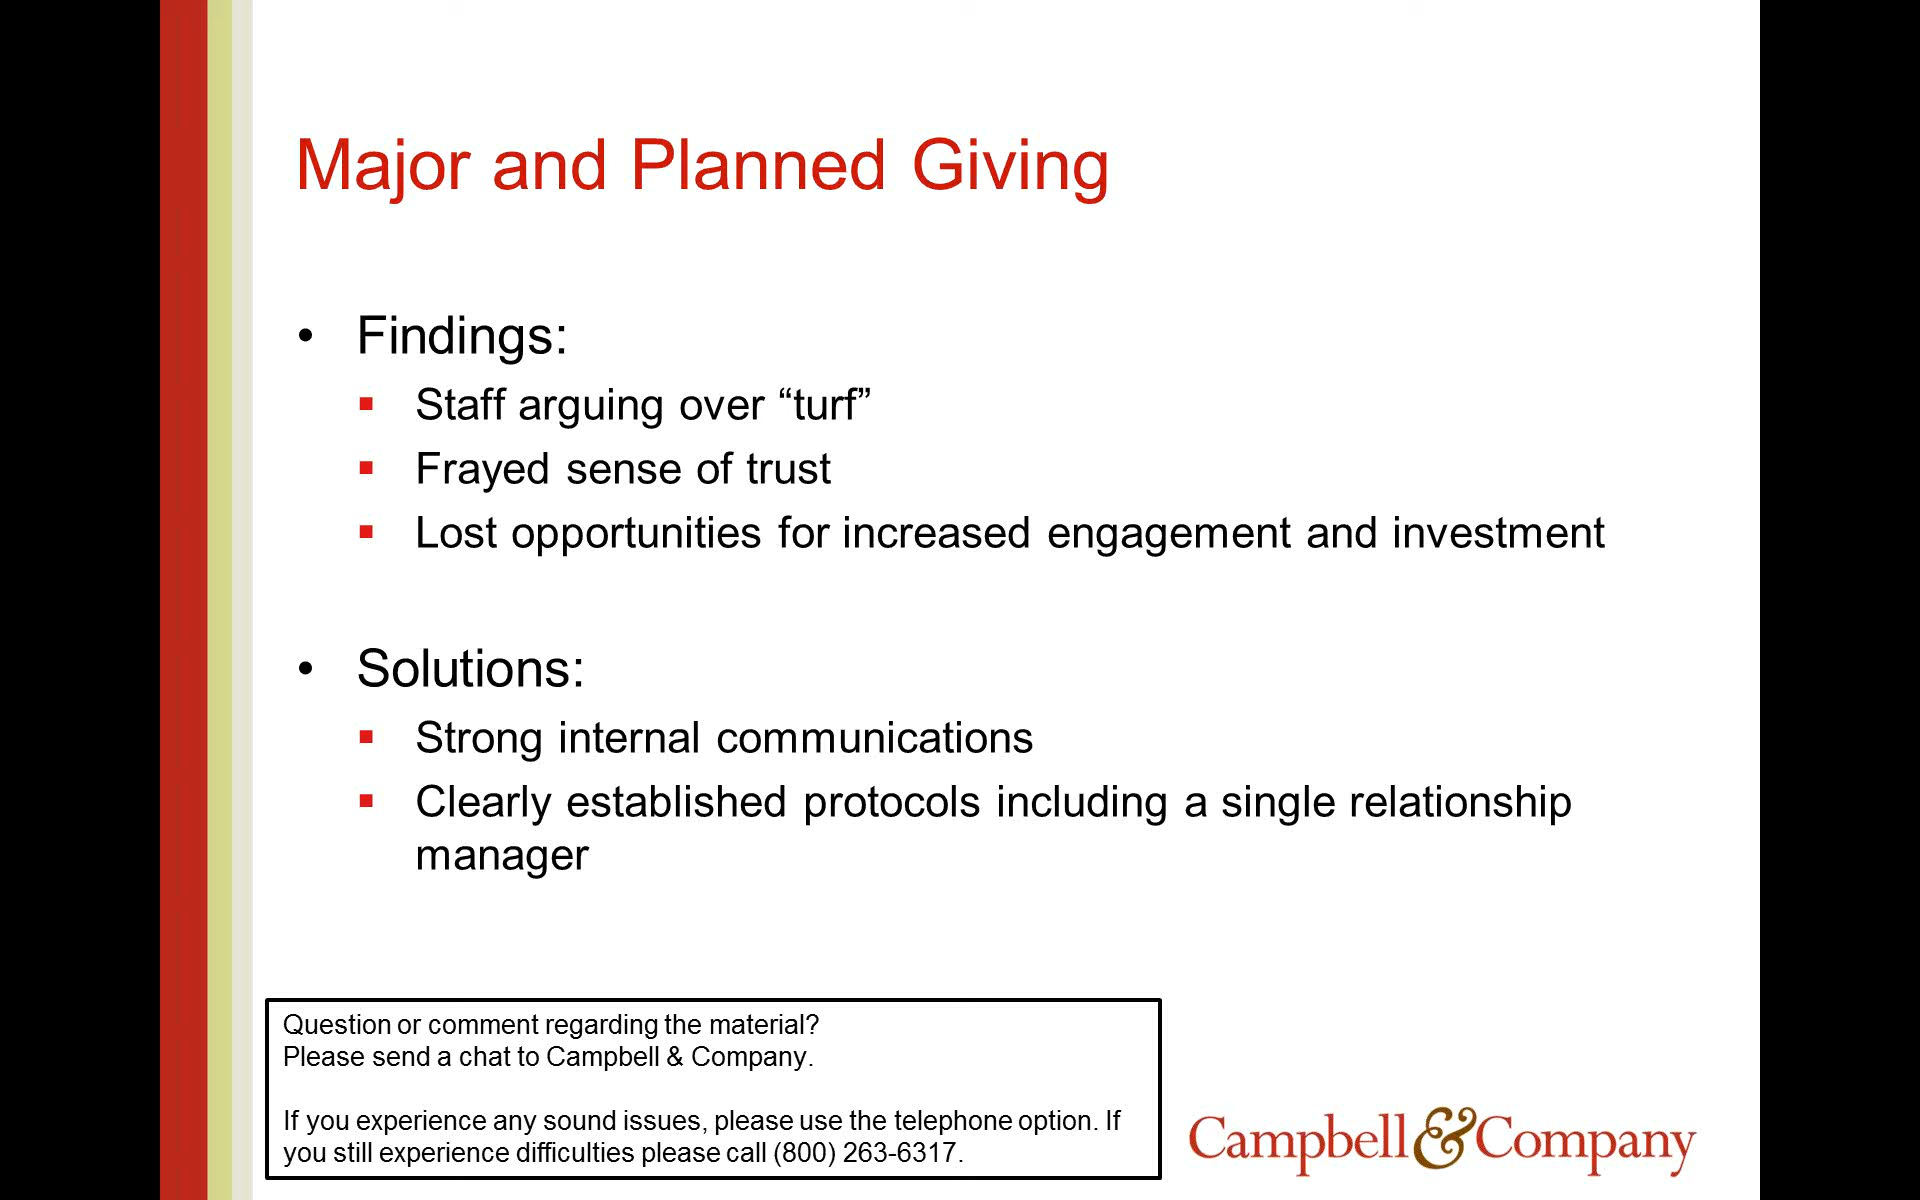 Major and Planned Giving
• Findings:
▪ Staff arguing over “turf”
▪ Frayed sense of trust
▪ Lost opportunities for increased engagement and investment
• Solutions:
▪ Strong internal communications
▪ Clearly established protocols including a single relationship
manager
Question or comment regarding the material?
Please send a chat to Campbell & Company.
If you experience any sound issues, please use the telephone option. If
you still experience difficulties please call (800) 263-6317.
Campbell&Company